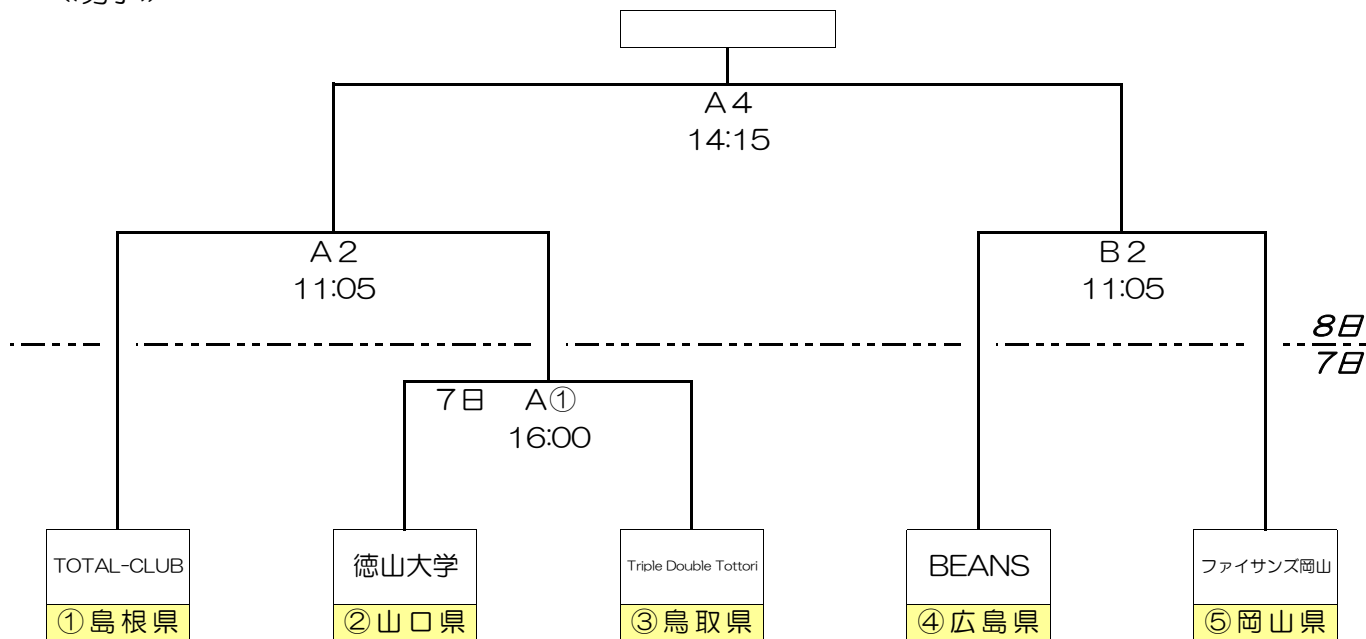 A4
14:15
A2
11:05
B2
11:05
8日
7日
7日 A①
16:00
TOTAL-CLUB
徳山大学
Triple Double Tottori
BEANS
ファイサンズ岡山
①島根県
②山口県
③鳥取県
④広島県
⑤岡山県